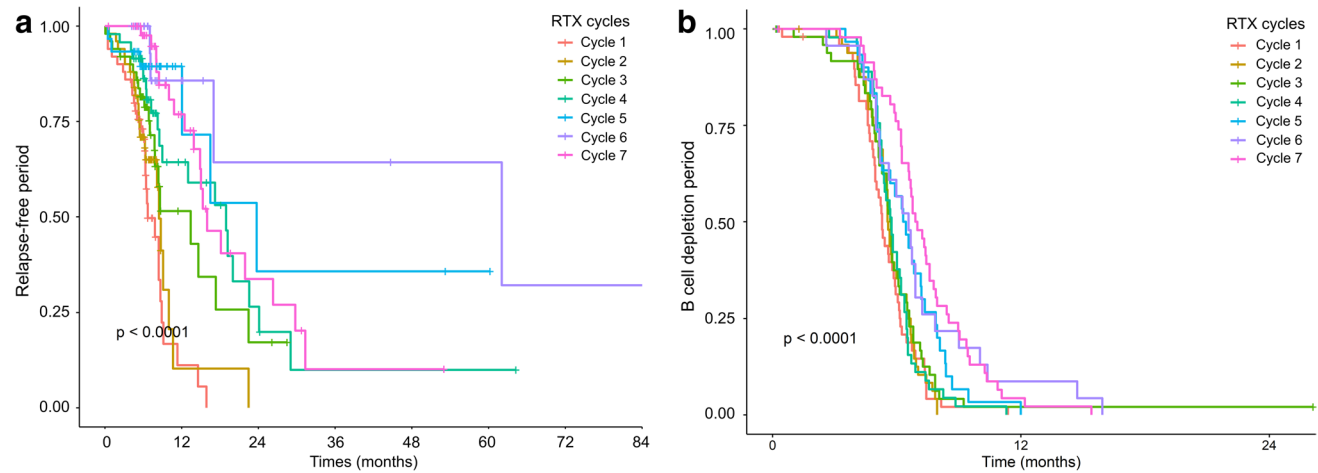 a
RTX cycles
Cycle 1
Cycle 2
Cycle 3
Cycle 4
Cycle 5
Cycle 6
Cycle 7
Relapse-free period
1.00
0.75
0.50
0.25
0.00
p < 0.0001
0 12 24 36 48 60 72 84
Times (months)
b
RTX cycles
Cycle 1
Cycle 2
Cycle 3
Cycle 4
Cycle 5
Cycle 6
Cycle 7
B cell depletion period
1.00
0.75
0.50
0.25
0.00
p < 0.0001
0 12 24
Time (months)